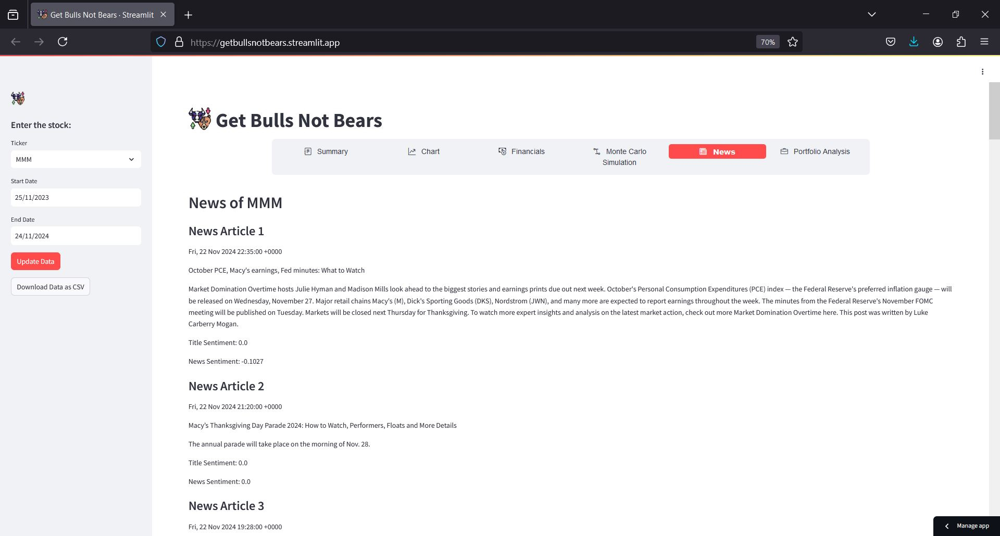 Get Bulls Not Bears · Streamlit
https://getbullsnotbears.streamlit.app
70%
Enter the stock:
Ticker
MMM
Start Date
25/11/2023
End Date
24/11/2024
Update Data
Download Data as CSV
Get Bulls Not Bears
Summary
Chart
Financials
Monte Carlo
Simulation
News
Portfolio Analysis
News of MMM
News Article 1
Fri, 22 Nov 2024 22:35:00 +0000
October PCE, Macy's earnings, Fed minutes: What to Watch
Market Domination Overtime hosts Julie Hyman and Madison Mills look ahead to the biggest stories and earnings prints due out next week. October's Personal Consumption Expenditures (PCE) index — the Federal Reserve's preferred inflation gauge — will
be released on Wednesday, November 27. Major retail chains Macy's (M), Dick's Sporting Goods (DKS), Nordstrom (JWN), and many more are expected to report earnings throughout the week. The minutes from the Federal Reserve's November FOMC
meeting will be published on Tuesday. Markets will be closed next Thursday for Thanksgiving. To watch more expert insights and analysis on the latest market action, check out more Market Domination Overtime here. This post was written by Luke
Carberry Mogan.
Title Sentiment: 0.0
News Sentiment: -0.1027
News Article 2
Fri, 22 Nov 2024 21:20:00 +0000
Macy’s Thanksgiving Day Parade 2024: How to Watch, Performers, Floats and More Details
The annual parade will take place on the morning of Nov. 28.
Title Sentiment: 0.0
News Sentiment: 0.0
News Article 3
Fri, 22 Nov 2024 19:28:00 +0000
Manage app